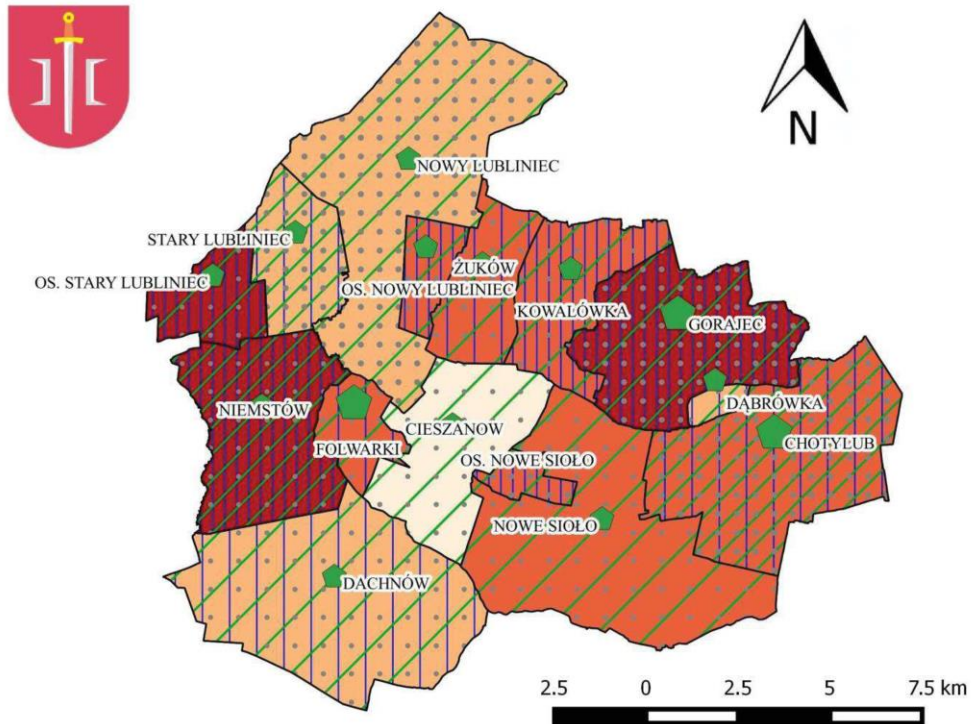 N
NOWY LUBLINIEC
STARY LUBLINIEC
OS. STARY LUBLINIEC
ŻUKÓW
OS. NOWY LUBLINIEC
KOWALÓWKA
GORAJEC
NIEMSTÓW
DĄBRÓWKA
CIESZANOW
CHOTYLUB
FOLWARKI
OS. NOWE SIOŁO
NOWE SIOŁO
DACHNÓW
2.5 0 2.5 5 7.5 km